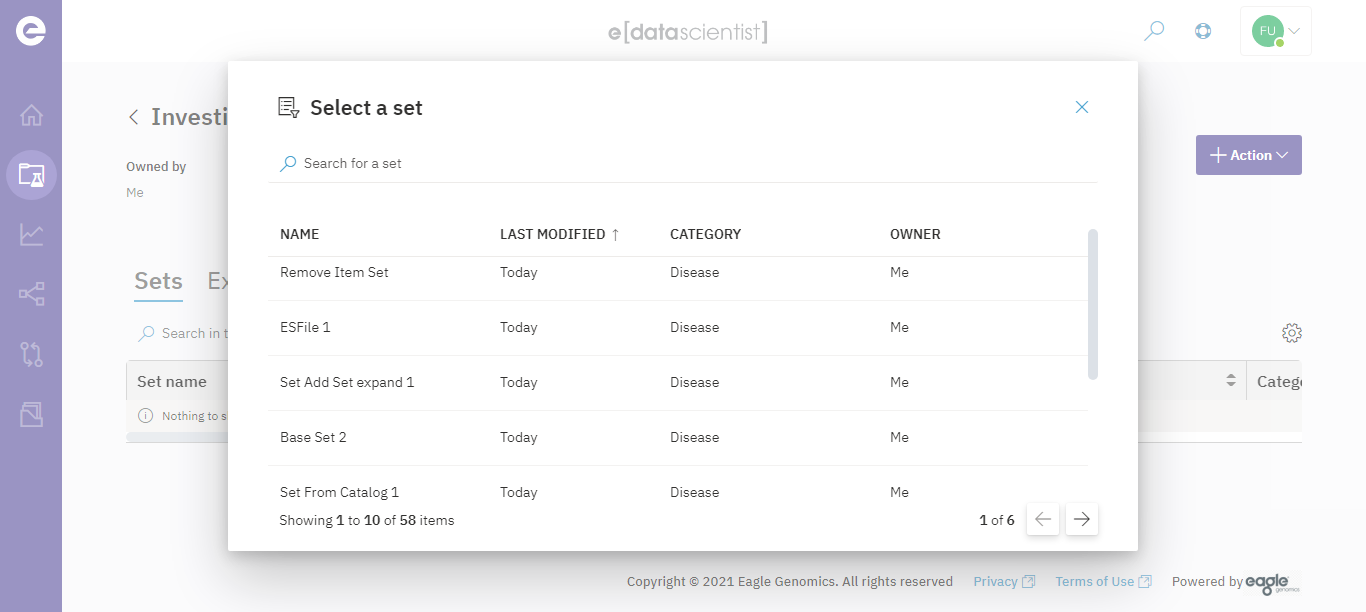 e[datascientist]
FU
Investi
Owned by
Me
Action
Sets Ex
Search in t
Set name
Catego
Nothing to s
Select a set
Search for a set
NAME LAST MODIFIED ↑ CATEGORY OWNER
Remove Item Set Today Disease Me
ESFile 1 Today Disease Me
Set Add Set expand 1 Today Disease Me
Base Set 2 Today Disease Me
Set From Catalog 1 Today Disease Me
Showing 1 to 10 of 58 items
1 of 6
Copyright © 2021 Eagle Genomics. All rights reserved Privacy Terms of Use Powered by eagle genomics